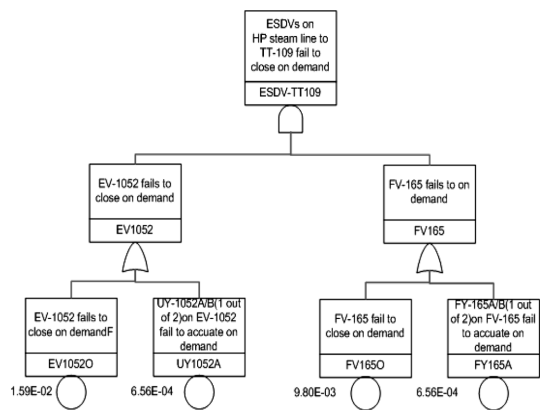 ESDVs on
HP steam line to
TT-109 fail to
close on demand
ESDV-TT109
EV-1052 fails to
close on demand
EV1052
FV-165 fails to on
demand
FV165
EV-1052 fails to
close on demandF
EV1052O
1.59E-02
UY-1052A/B(1 out
of 2)on EV-1052
fail to accuate on
demand
UY1052A
6.56E-04
FV-165 fail to
close on demand
FV165O
9.80E-03
FY-165A/B(1 out
of 2)on FV-165 fail
to accuate on
demand
FY165A
6.56E-04